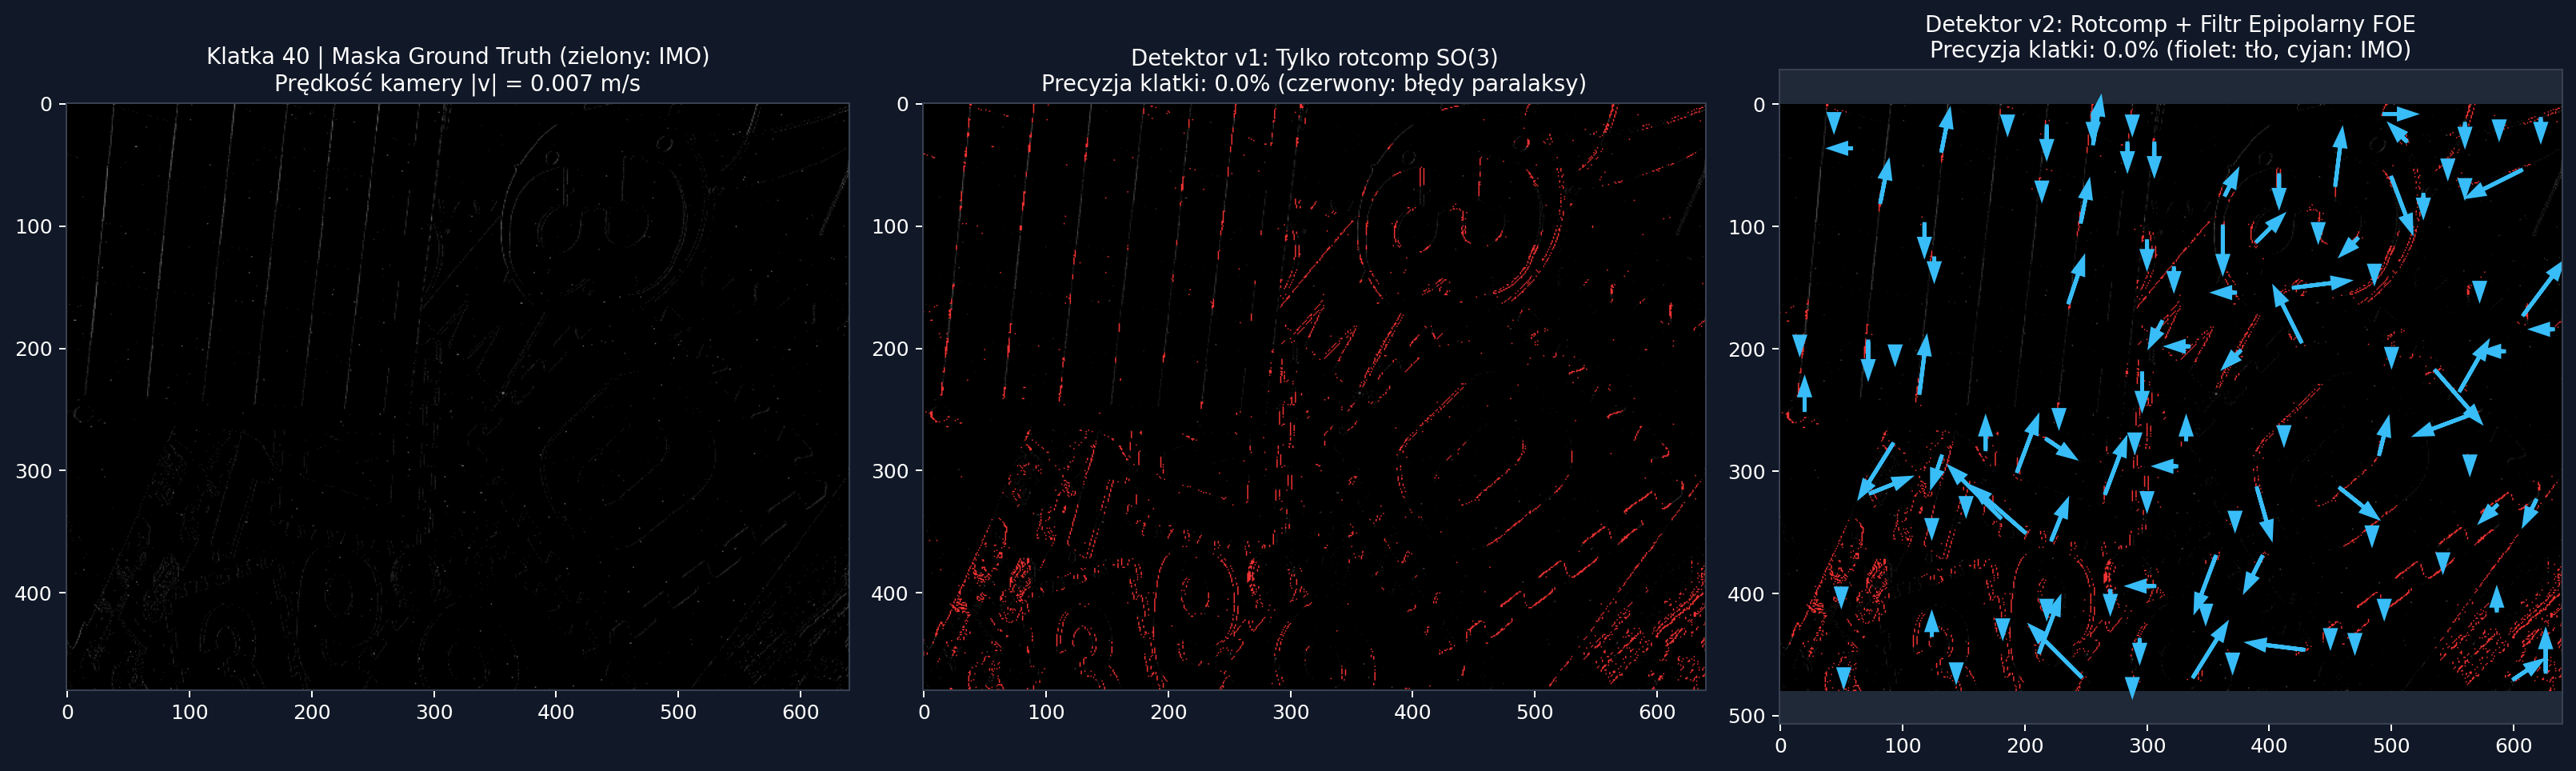 Klatka 40 | Maska Ground Truth (zielony: IMO)
Prędkość kamery |v| = 0.007 m/s
0
100
200
300
400
0 100 200 300 400 500 600
Detektor v1: Tylko rotcomp SO(3)
Precyzja klatki: 0.0% (czerwony: błędy paralaksy)
0
100
200
300
400
0 100 200 300 400 500 600
Detektor v2: Rotcomp + Filtr Epipolarny FOE
Precyzja klatki: 0.0% (fiolet: tło, cyjan: IMO)
0
100
200
300
400
500
0 100 200 300 400 500 600